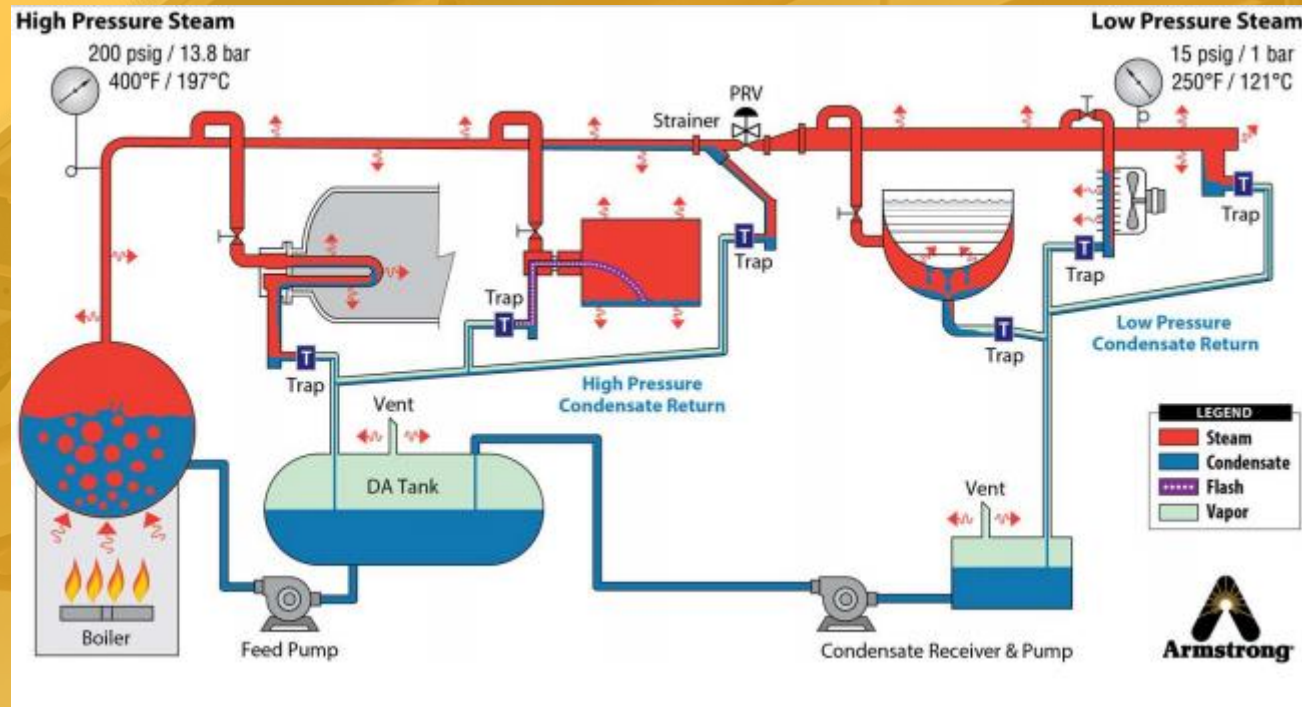 High Pressure Steam
200 psig / 13.8 bar
400°F / 197°C
Low Pressure Steam
15 psig / 1 bar
250°F / 121°C
PRV
Strainer
T
Trap
T
Trap
T
Trap
T
Trap
T
Trap
T
Trap
High Pressure
Condensate Return
Low Pressure
Condensate Return
Vent
DA Tank
Vent
Boiler
Feed Pump
Condensate Receiver & Pump
LEGEND
Steam
Condensate
Flash
Vapor
Armstrong